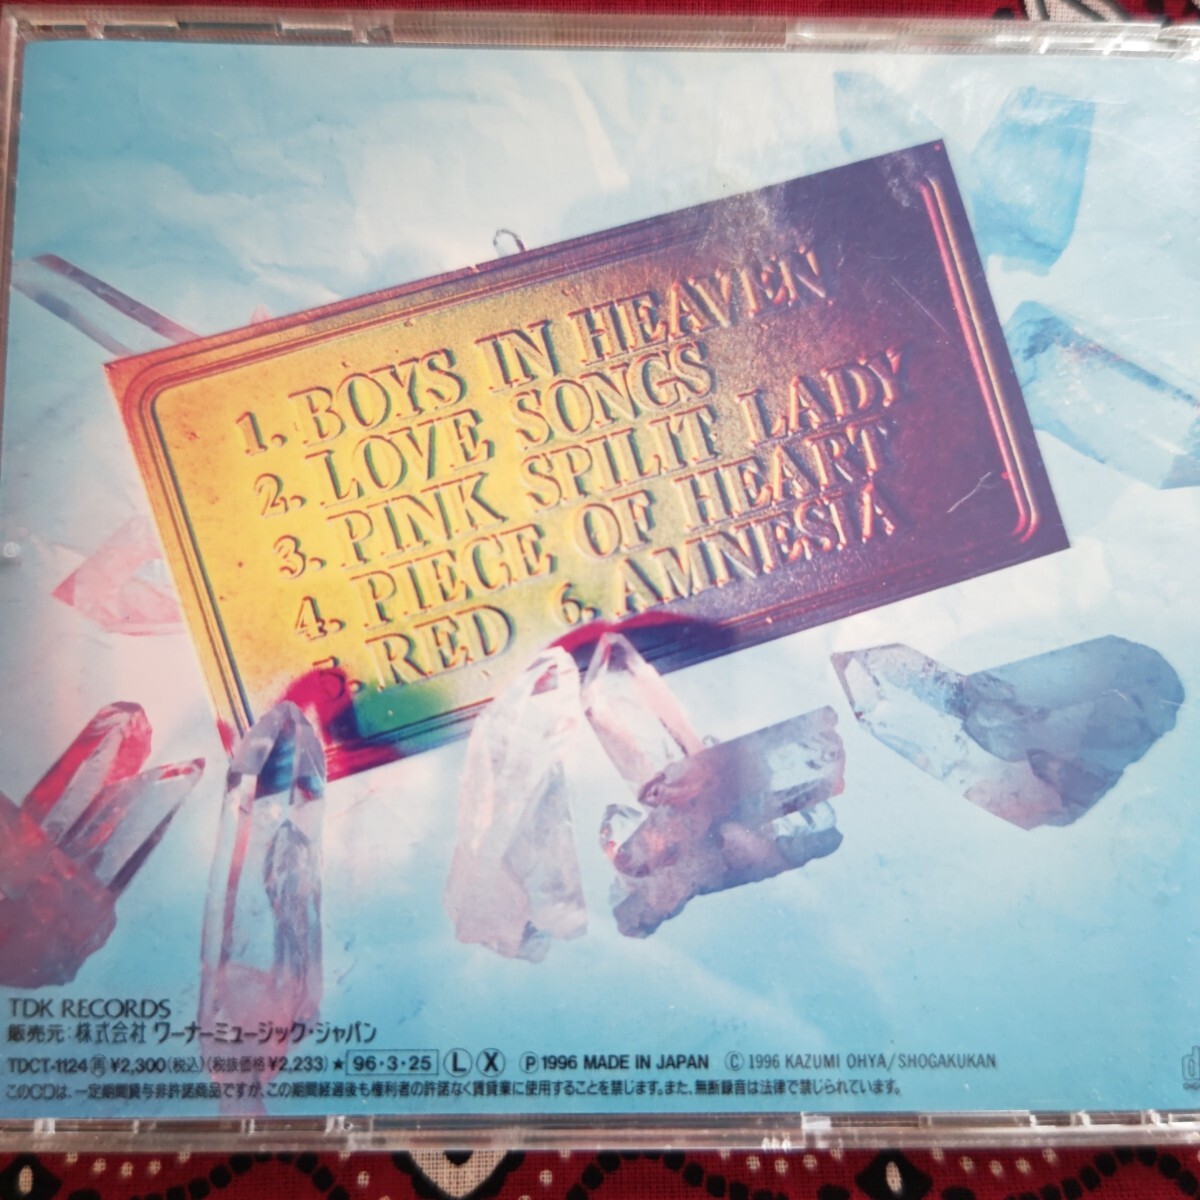 1. BOYS IN HEAVEN
2. LOVE SONGS
3. PINK SPILIT LADY
4. PIECE OF HEART
5. RED 6. AMNESIA
TDK RECORDS
販売元:株式会社 ワーナーミュージック・ジャパン
TDCT-1124 再 ¥2,300(税込)(税抜価格¥2,233)★ 96・3・25 Ⓛ Ⓧ Ⓟ1996 MADE IN JAPAN Ⓒ 1996 KAZUMI OHYA/SHOGAKUKAN
このCDは、一定期間貸与非許諾商品ですが、この期間経過後も権利者の許諾なく賃貸業に使用することを禁じます。また、無断録音は法律で禁じられています。